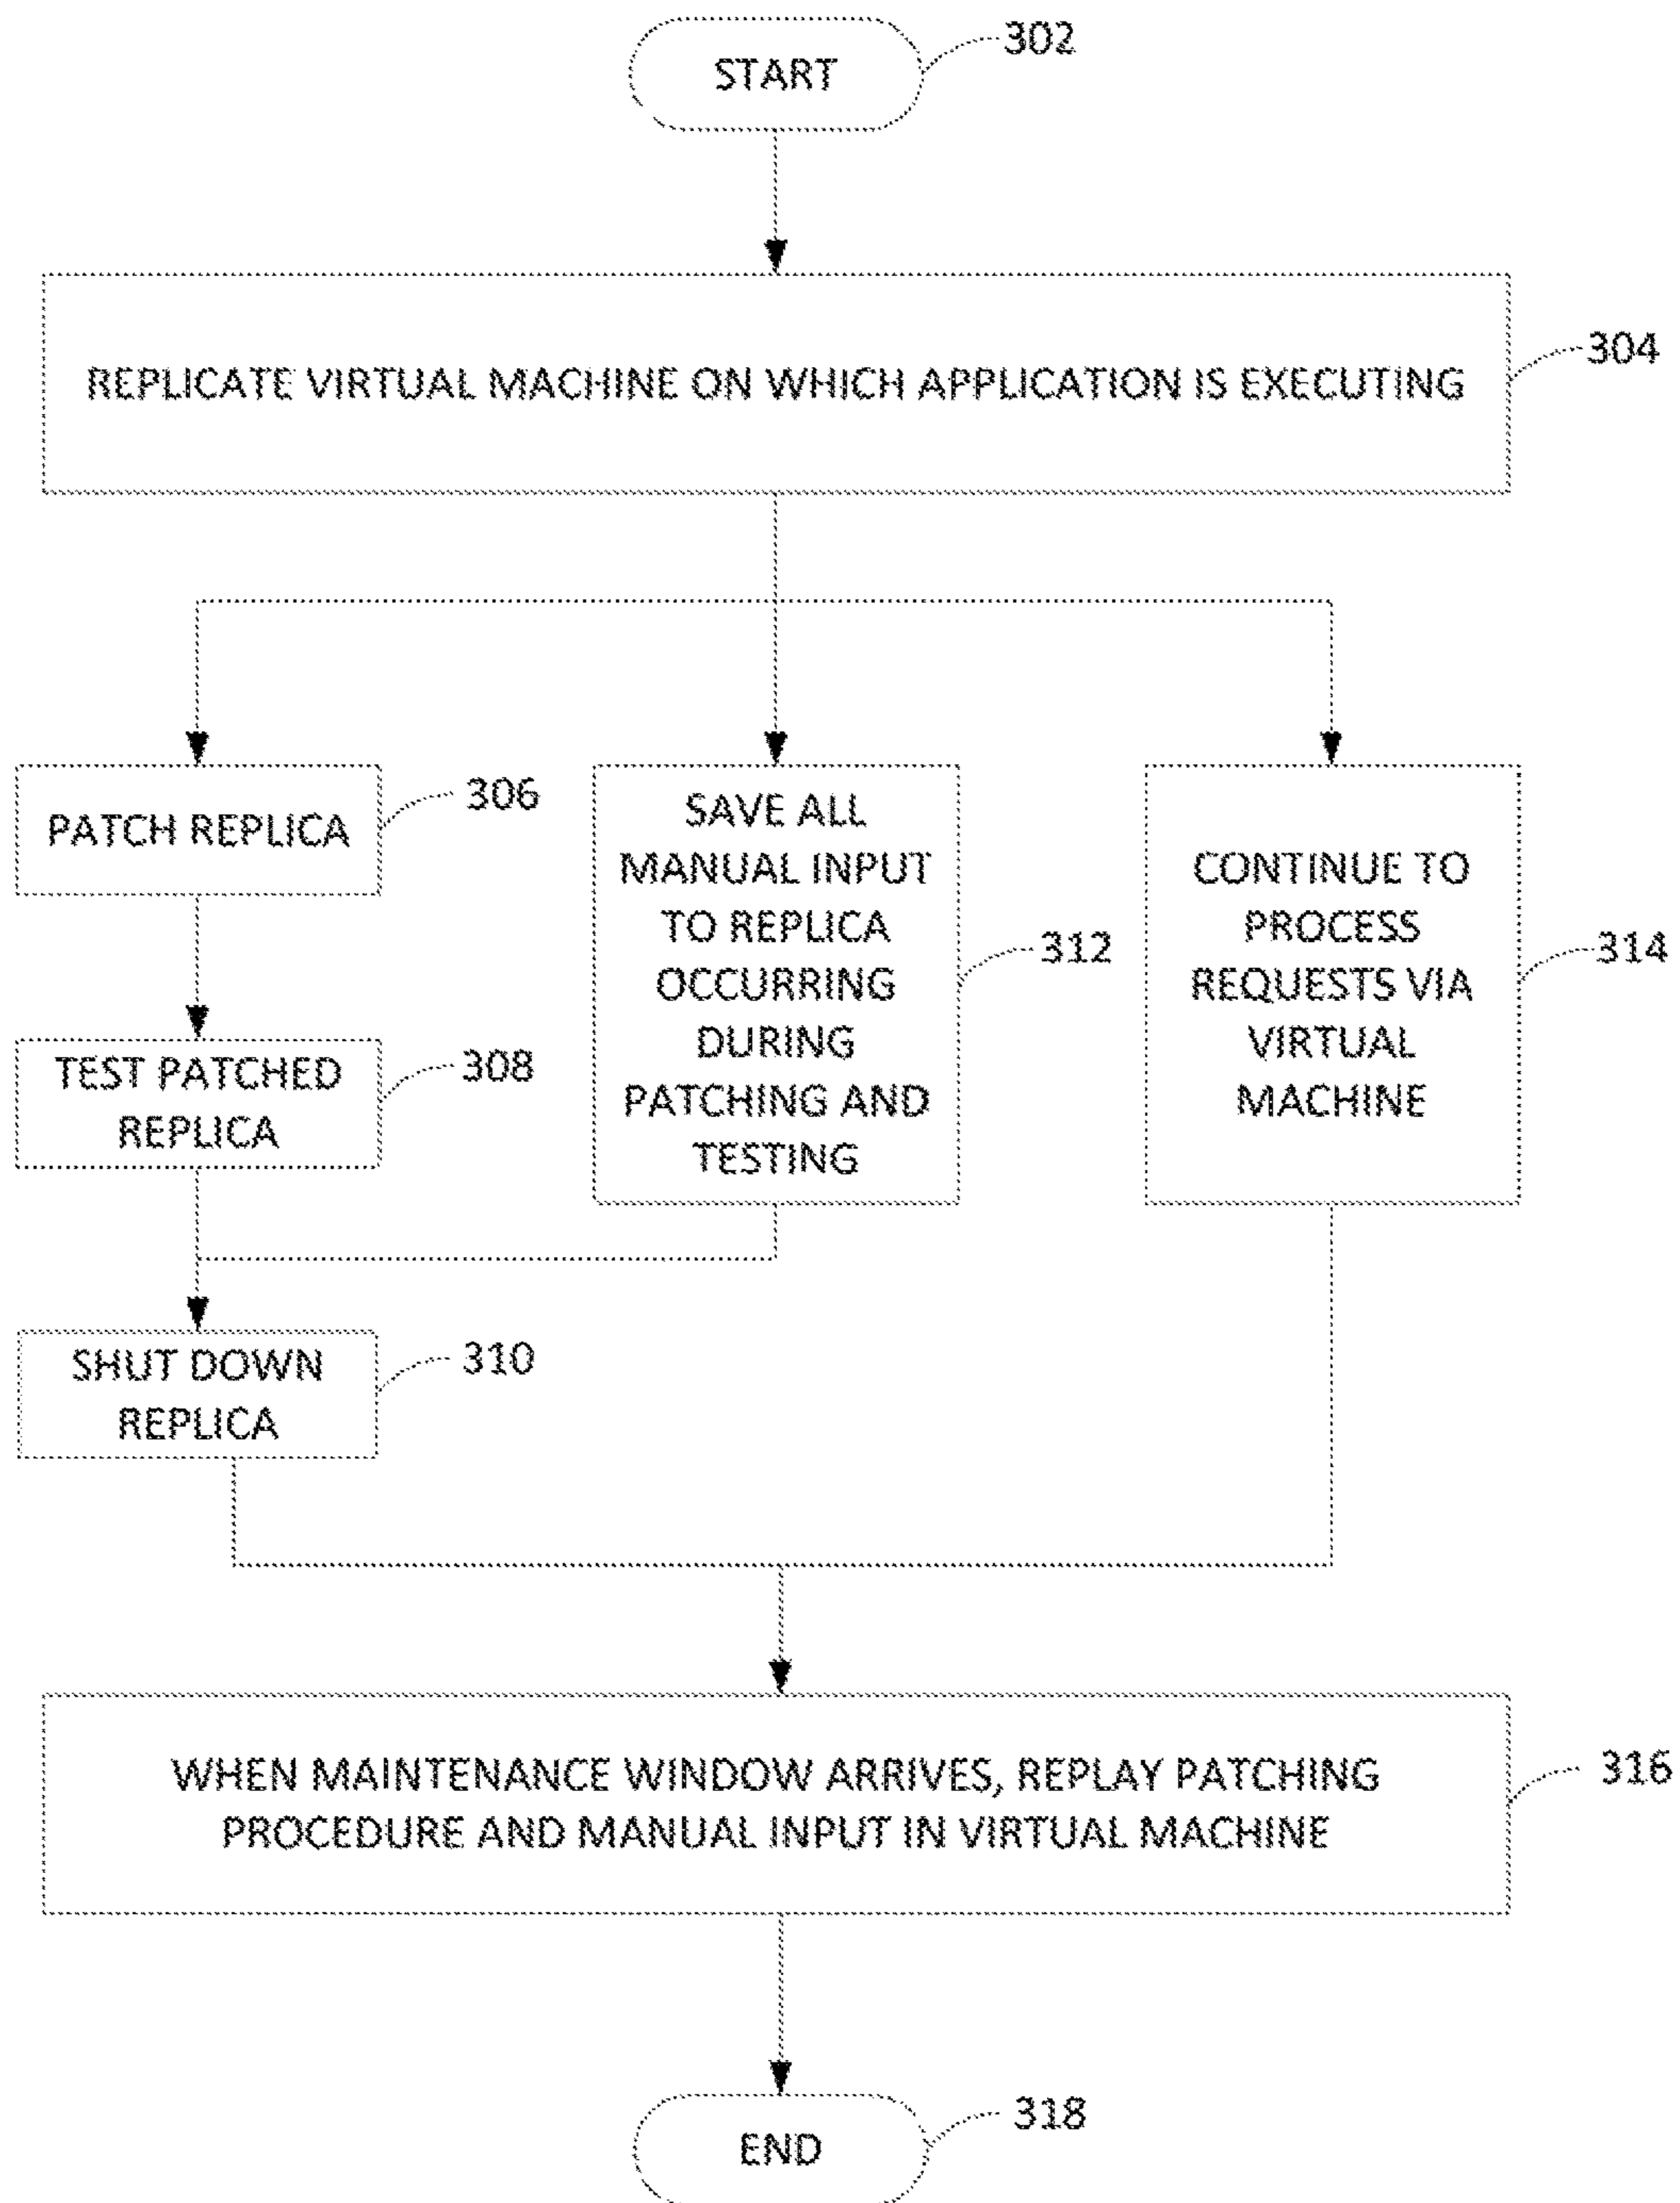 START
302
REPLICATE VIRTUAL MACHINE ON WHICH APPLICATION IS EXECUTING
304
PATCH REPLICA
306
TEST PATCHED
REPLICA
308
SHUT DOWN
REPLICA
310
SAVE ALL
MANUAL INPUT
TO REPLICA
OCCURRING
DURING
PATCHING AND
TESTING
312
CONTINUE TO
PROCESS
REQUESTS VIA
VIRTUAL
MACHINE
314
WHEN MAINTENANCE WINDOW ARRIVES, REPLAY PATCHING
PROCEDURE AND MANUAL INPUT IN VIRTUAL MACHINE
316
END
318